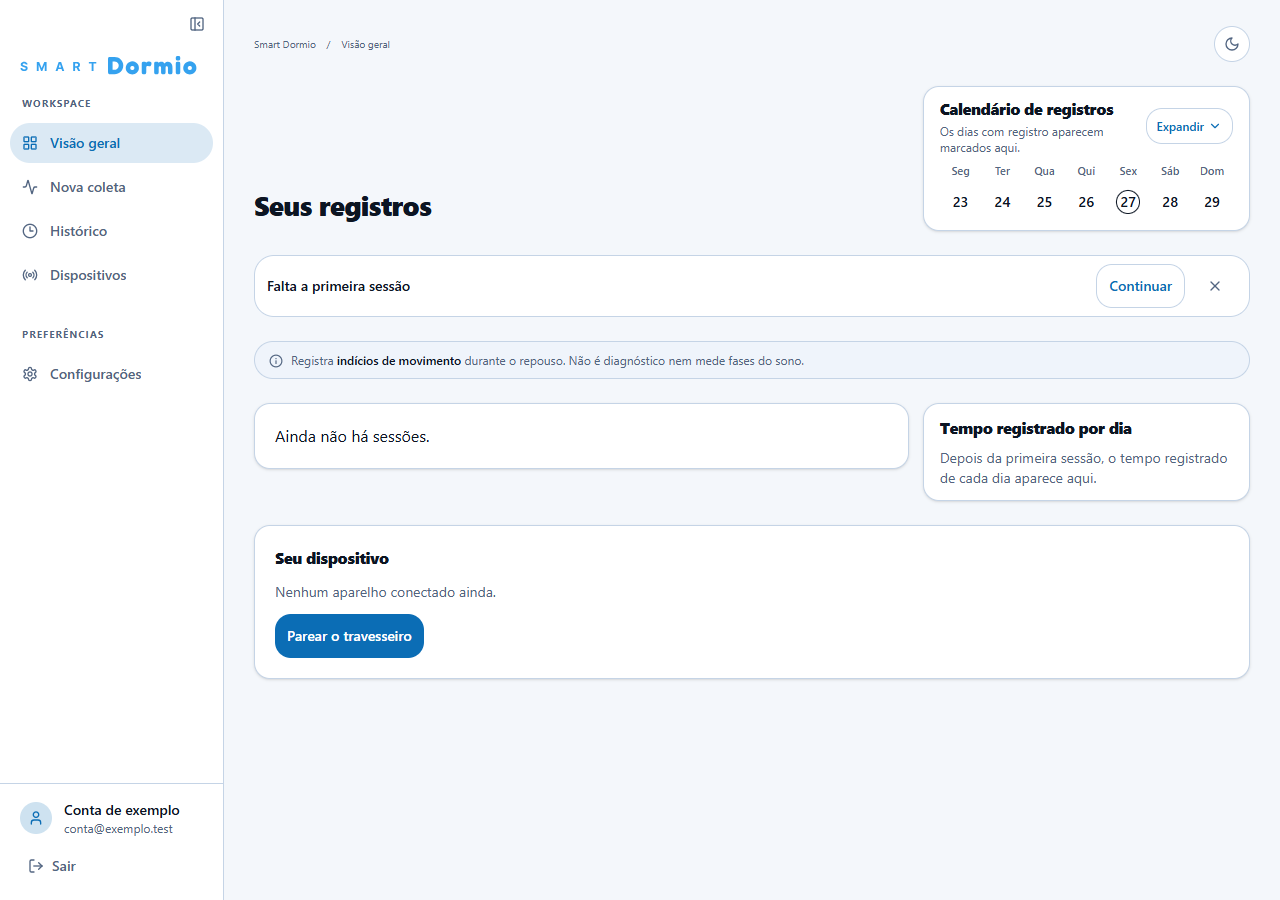 SMART Dormio
WORKSPACE
Visão geral
Nova coleta
Histórico
Dispositivos
PREFERÊNCIAS
Configurações
Conta de exemplo
conta@exemplo.test
Sair
Smart Dormio / Visão geral
Seus registros
Calendário de registros
Os dias com registro aparecem
marcados aqui.
Expandir
Seg Ter Qua Qui Sex Sáb Dom
23 24 25 26 27 28 29
Falta a primeira sessão
Continuar
Registra indícios de movimento durante o repouso. Não é diagnóstico nem mede fases do sono.
Ainda não há sessões.
Tempo registrado por dia
Depois da primeira sessão, o tempo registrado
de cada dia aparece aqui.
Seu dispositivo
Nenhum aparelho conectado ainda.
Parear o travesseiro